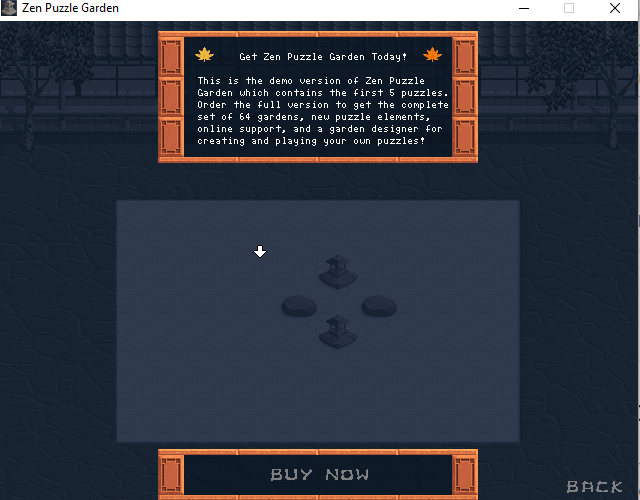 Zen Puzzle Garden
Get Zen Puzzle Garden Today!
This is the demo version of Zen Puzzle
Garden which contains the first 5 puzzles.
Order the full version to get the complete
set of 64 gardens, new puzzle elements,
online support, and a garden designer for
creating and playing your own puzzles!
BUY NOW
BACK